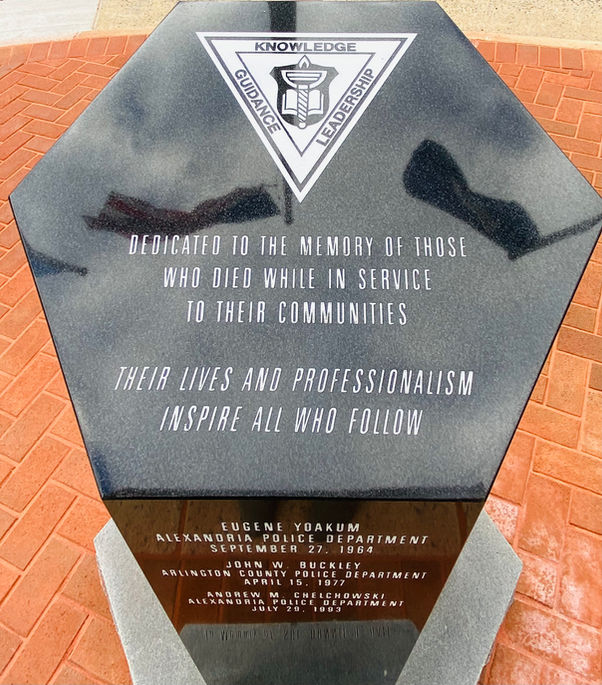 KNOWLEDGE
GUIDANCE
LEADERSHIP
DEDICATED TO THE MEMORY OF THOSE
WHO DIED WHILE IN SERVICE
TO THEIR COMMUNITIES
THEIR LIVES AND PROFESSIONALISM
INSPIRE ALL WHO FOLLOW
EUGENE YOAKUM
ALEXANDRIA POLICE DEPARTMENT
SEPTEMBER 27, 1964
JOHN W. BUCKLEY
ARLINGTON COUNTY POLICE DEPARTMENT
APRIL 15, 1977
ANDREW M. CHELCHOWSKI
ALEXANDRIA POLICE DEPARTMENT
JULY 29, 1993